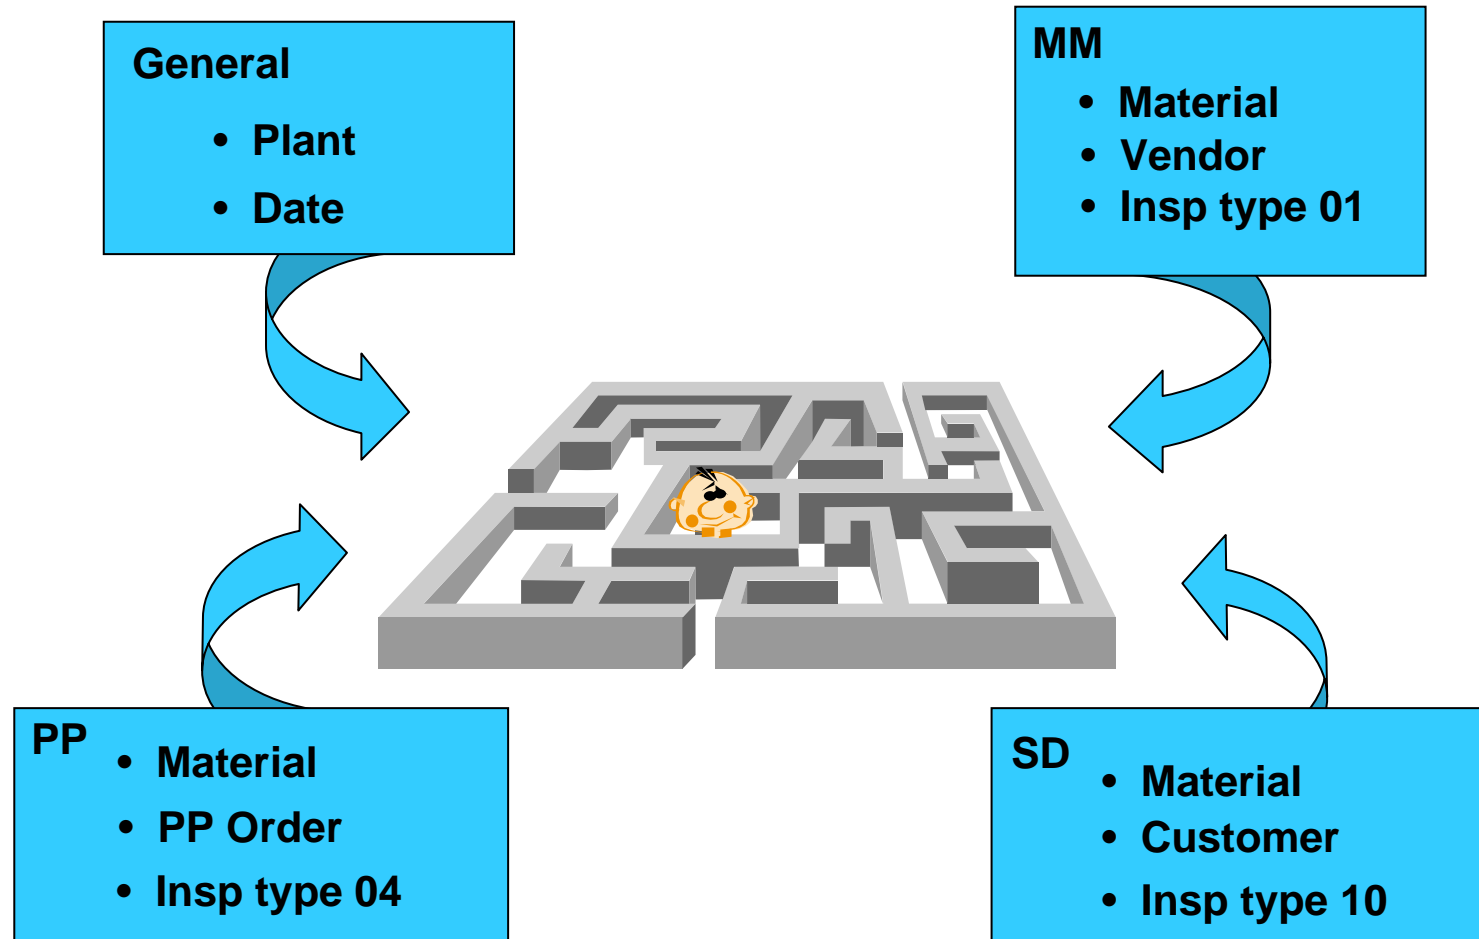 General
• Plant
• Date
MM
• Material
• Vendor
• Insp type 01
PP
• Material
• PP Order
• Insp type 04
SD
• Material
• Customer
• Insp type 10